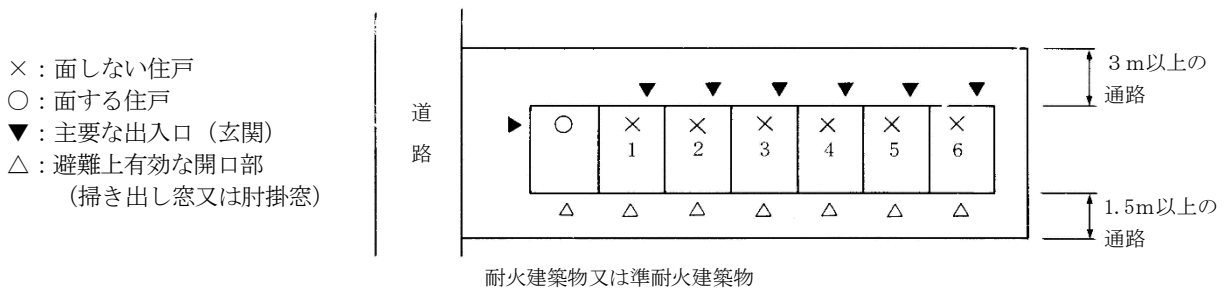 ×：面しない住戸
○：面する住戸
▼：主要な出入口（玄関）
△：避難上有効な開口部
（掃き出し窓又は肘掛窓）
道
路
○ × × × × × ×
1 2 3 4 5 6
３ｍ以上の
通路
1.5m以上の
通路
耐火建築物又は準耐火建築物